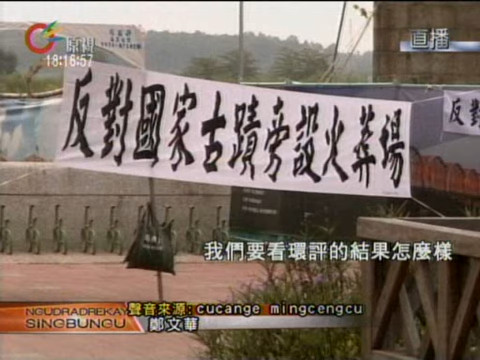 原視
18:16:57
直播
反對國家古蹟旁設火葬場
反對
我們要看環評的結果怎麼樣
聲音來源:cucange mingcengcu
NGUDRADREKAY
SINGBUNGU
鄭文華